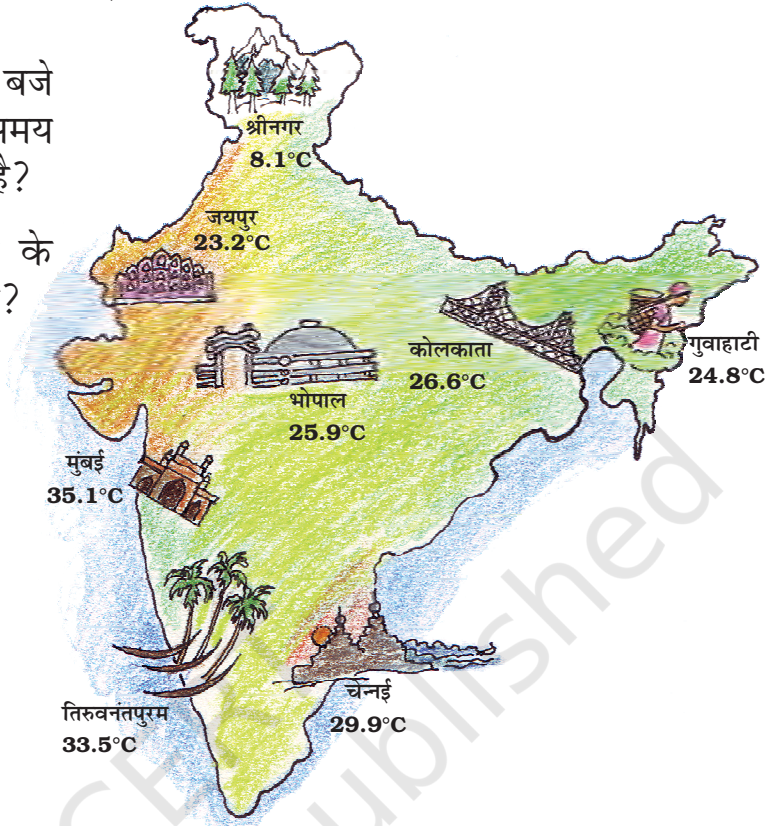 बजे
समय
है?
के
?
श्रीनगर
8.1°C
जयपुर
23.2°C
कोलकाता
26.6°C
गुवाहाटी
24.8°C
भोपाल
25.9°C
मुंबई
35.1°C
तिरुवनंतपुरम
33.5°C
चेन्नई
29.9°C